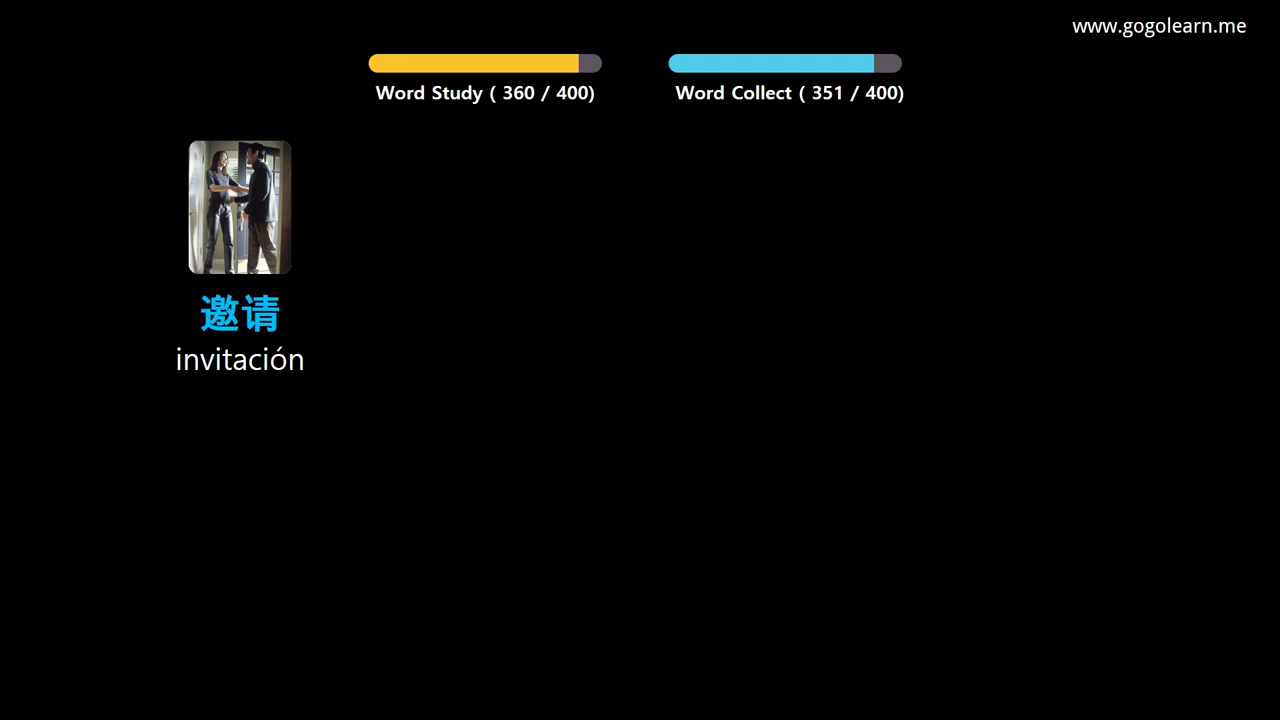 www.gogolearn.me
Word Study ( 360 / 400)
Word Collect ( 351 / 400)
邀请
invitación